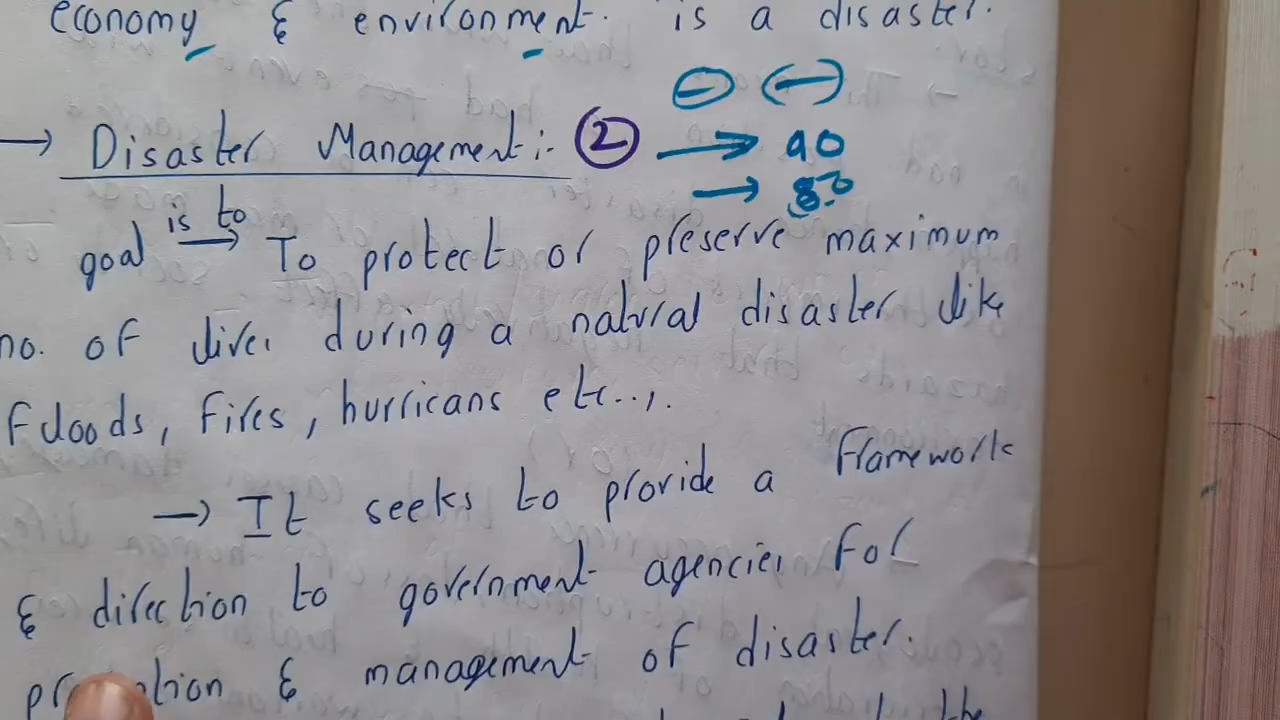 economy & environment. is a disaster.
→ Disaster Management:- ② → 90
→ 80
goal is to → To protect or preserve maximum
no. of lives during a natural disaster like
Floods, Fires, hurricans etc..,.
→ It seeks to provide a Framework
& direction to government agencies For
& management of disaster.
the